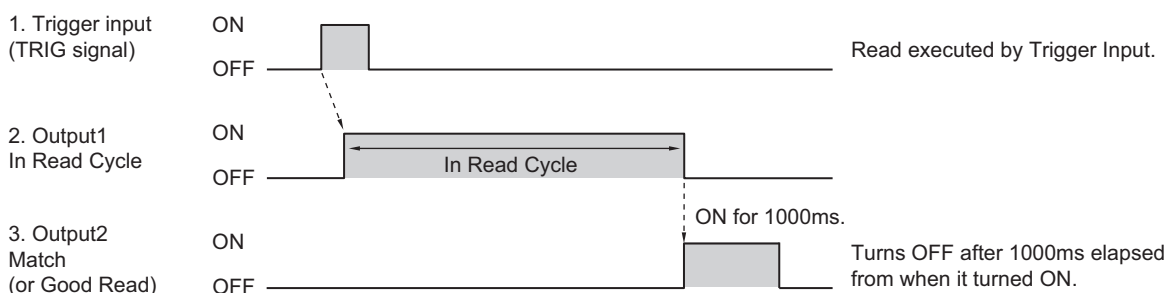 1. Trigger input
(TRIG signal)
ON
OFF
Read executed by Trigger Input.
2. Output1
In Read Cycle
ON
OFF
In Read Cycle
3. Output2
Match
(or Good Read)
ON
OFF
ON for 1000ms.
Turns OFF after 1000ms elapsed
from when it turned ON.